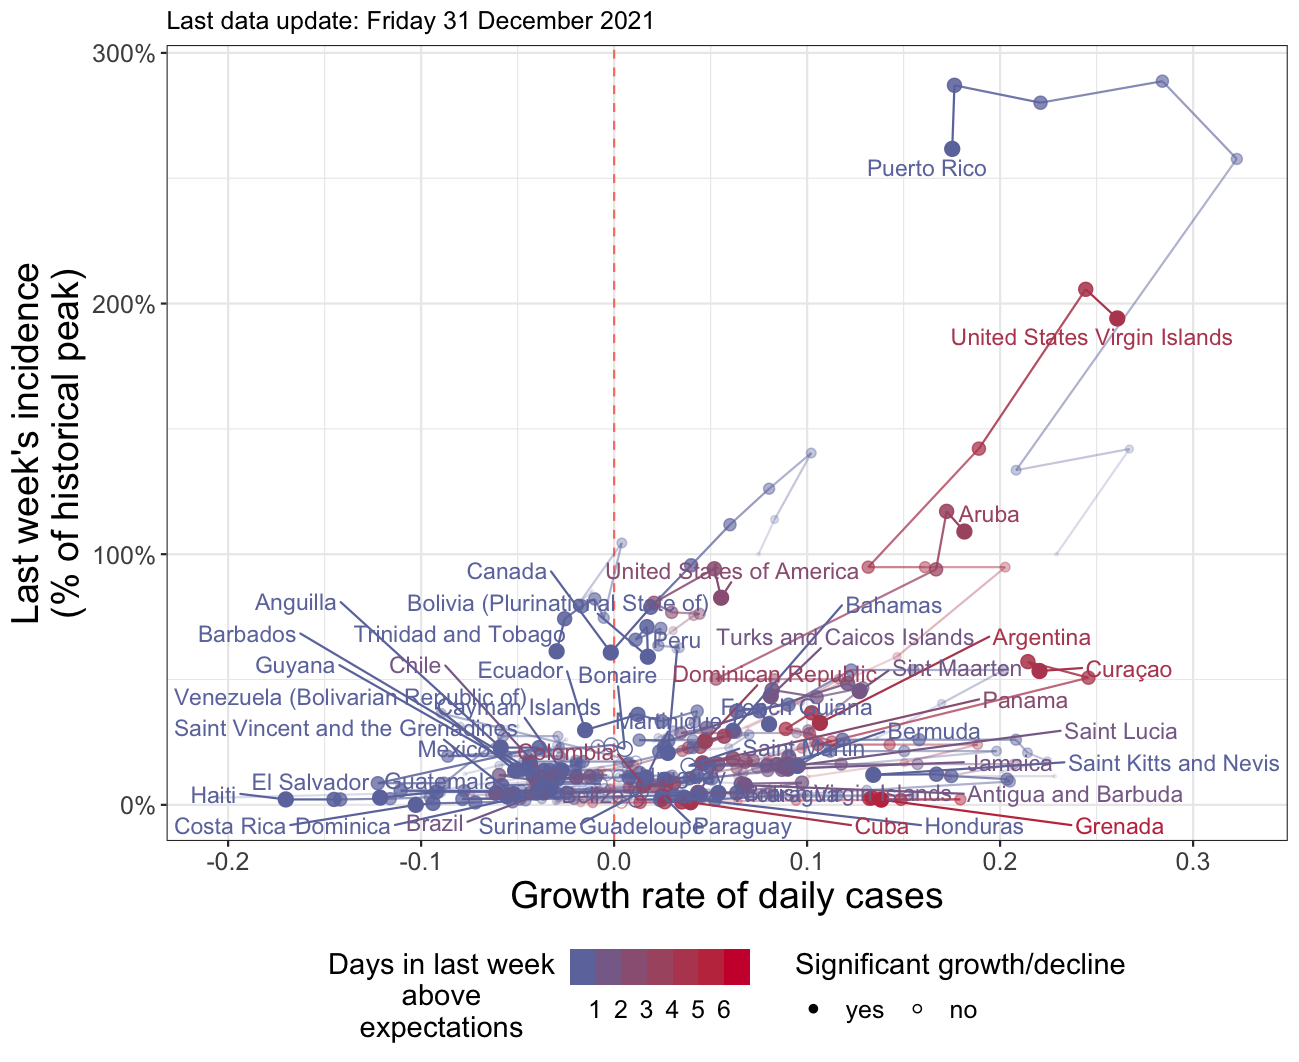 Last data update: Friday 31 December 2021
Last week's incidence
(% of historical peak)
300%
200%
100%
0%
Puerto Rico
United States Virgin Islands
Aruba
Canada
United States of America
Anguilla
Bolivia (Plurinational State of)
Bahamas
Barbados
Trinidad and Tobago
Peru
Turks and Caicos Islands
Argentina
Guyana
Chile
Ecuador
Bonaire
Dominican Republic
Sint Maarten
Curaçao
Venezuela (Bolivarian Republic of)
Cayman Islands
French Guiana
Panama
Saint Vincent and the Grenadines
Martinique
Bermuda
Saint Lucia
Mexico
Colombia
Saint Martin
Jamaica
Saint Kitts and Nevis
El Salvador
Guatemala
Haiti
Belize
Virgin Islands
Antigua and Barbuda
Costa Rica
Dominica
Brazil
Suriname
Guadeloupe
Paraguay
Cuba
Honduras
Grenada
-0.2
-0.1
0.0
0.1
0.2
0.3
Growth rate of daily cases
Days in last week
above
expectations
1 2 3 4 5 6
Significant growth/decline
yes
no